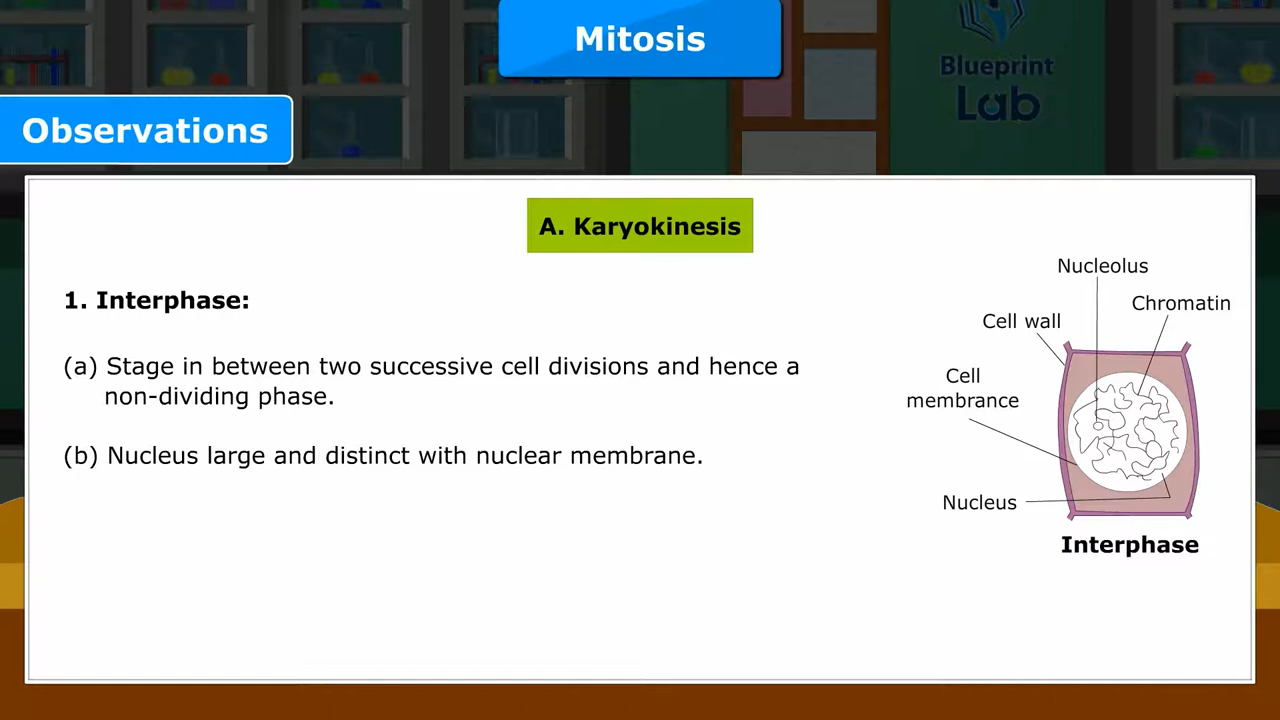 Mitosis
Blueprint
Lab
Observations
A. Karyokinesis
Nucleolus
1. Interphase:
Chromatin
Cell wall
(a) Stage in between two successive cell divisions and hence a
non-dividing phase.
Cell
membrance
(b) Nucleus large and distinct with nuclear membrane.
Nucleus
Interphase